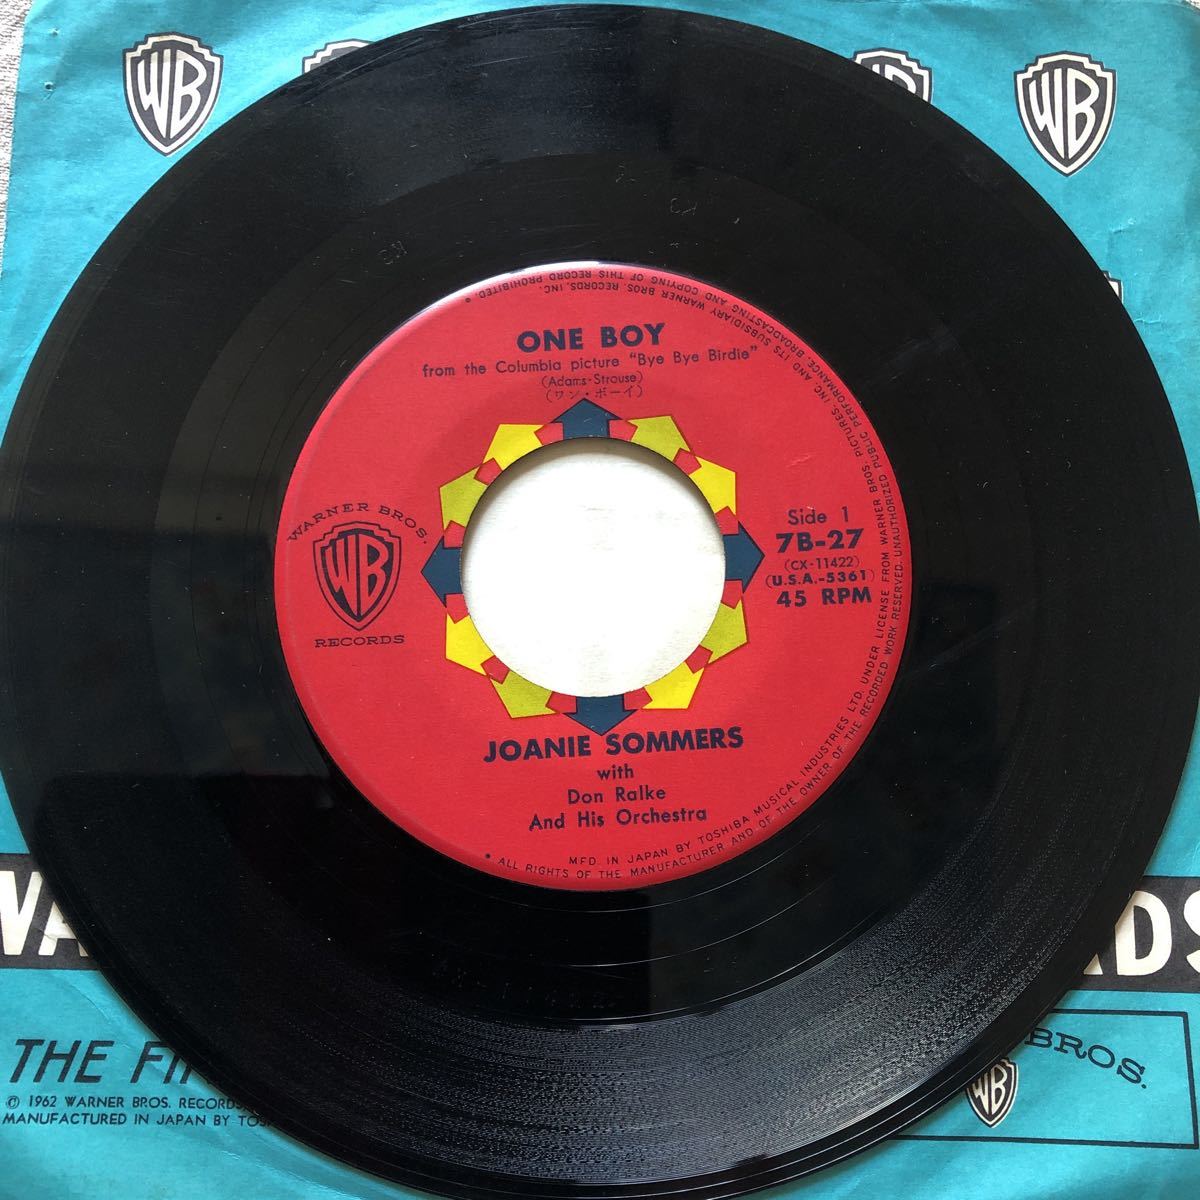 WB
WB
WB
ONE BOY
from the Columbia picture "Bye Bye Birdie"
(Adams-Strouse)
(ワン・ボーイ)
WARNER BROS.
WB
RECORDS
Side 1
7B-27
(CX-11422)
(U.S.A.-5361)
45 RPM
JOANIE SOMMERS
with
Don Ralke
And His Orchestra
MFD. IN JAPAN BY TOSHIBA MUSICAL INDUSTRIES LTD. UNDER LICENSE FROM WARNER BROS. PICTURES, INC. AND ITS SUBSIDIARY WARNER BROS. RECORDS, INC.
• ALL RIGHTS OF THE MANUFACTURER AND OF THE OWNER OF THE RECORDED WORK RESERVED. UNAUTHORIZED PUBLIC PERFORMANCE, BROADCASTING AND COPYING OF THIS RECORD PROHIBITED. •
WA
RDS
THE FI
BROS.
WB
© 1962 WARNER BROS. RECORDS,
MANUFACTURED IN JAPAN BY TOS